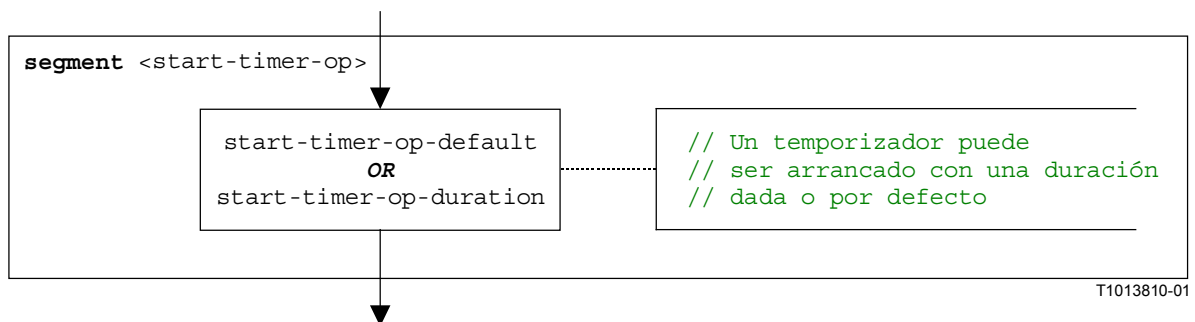 segment <start-timer-op>
start-timer-op-default
OR
start-timer-op-duration
// Un temporizador puede
// ser arrancado con una duración
// dada o por defecto
T1013810-01